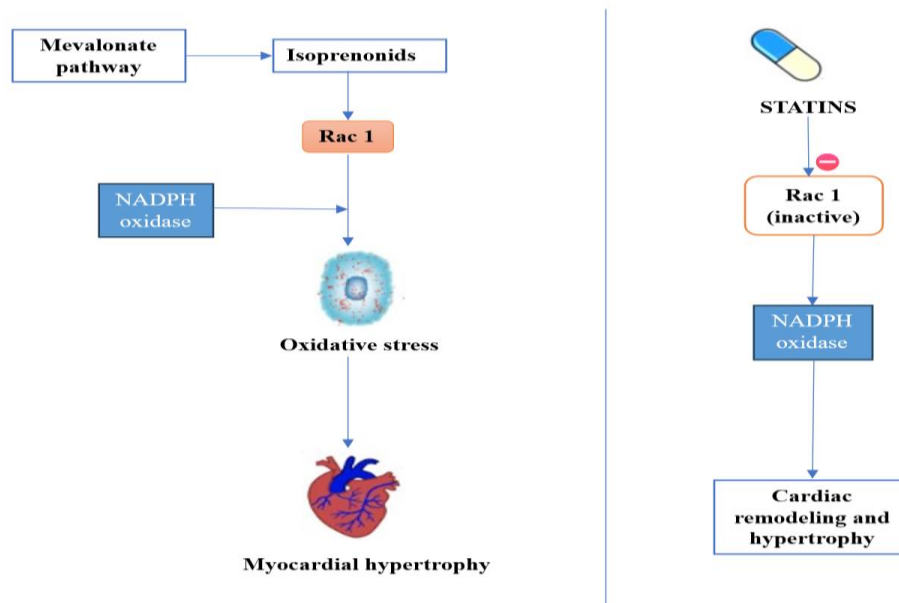 Mevalonate
pathway
Isoprenonids
Rac 1
NADPH
oxidase
Oxidative stress
Myocardial hypertrophy
STATINS
Rac 1
(inactive)
NADPH
oxidase
Cardiac
remodeling and
hypertrophy